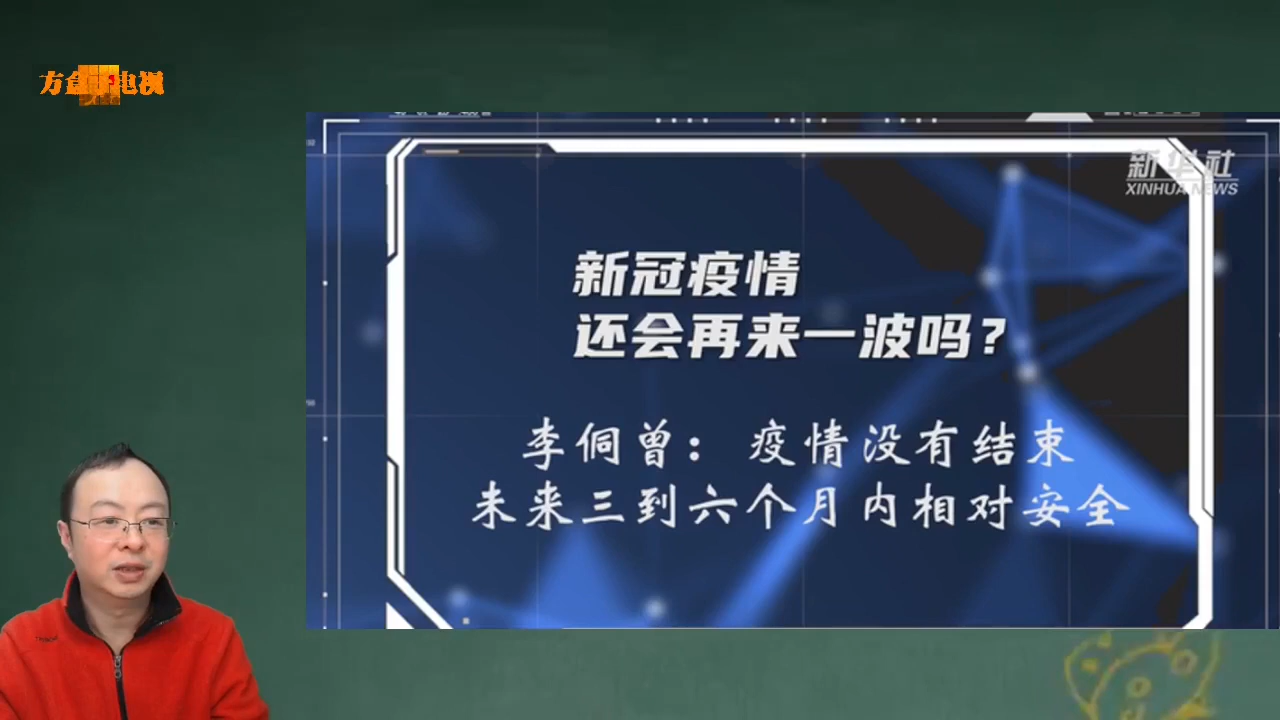 方盒子电视
新华社
XINHUA NEWS
新冠疫情
还会再来一波吗?
李侗曾: 疫情没有结束
未来三到六个月内相对安全